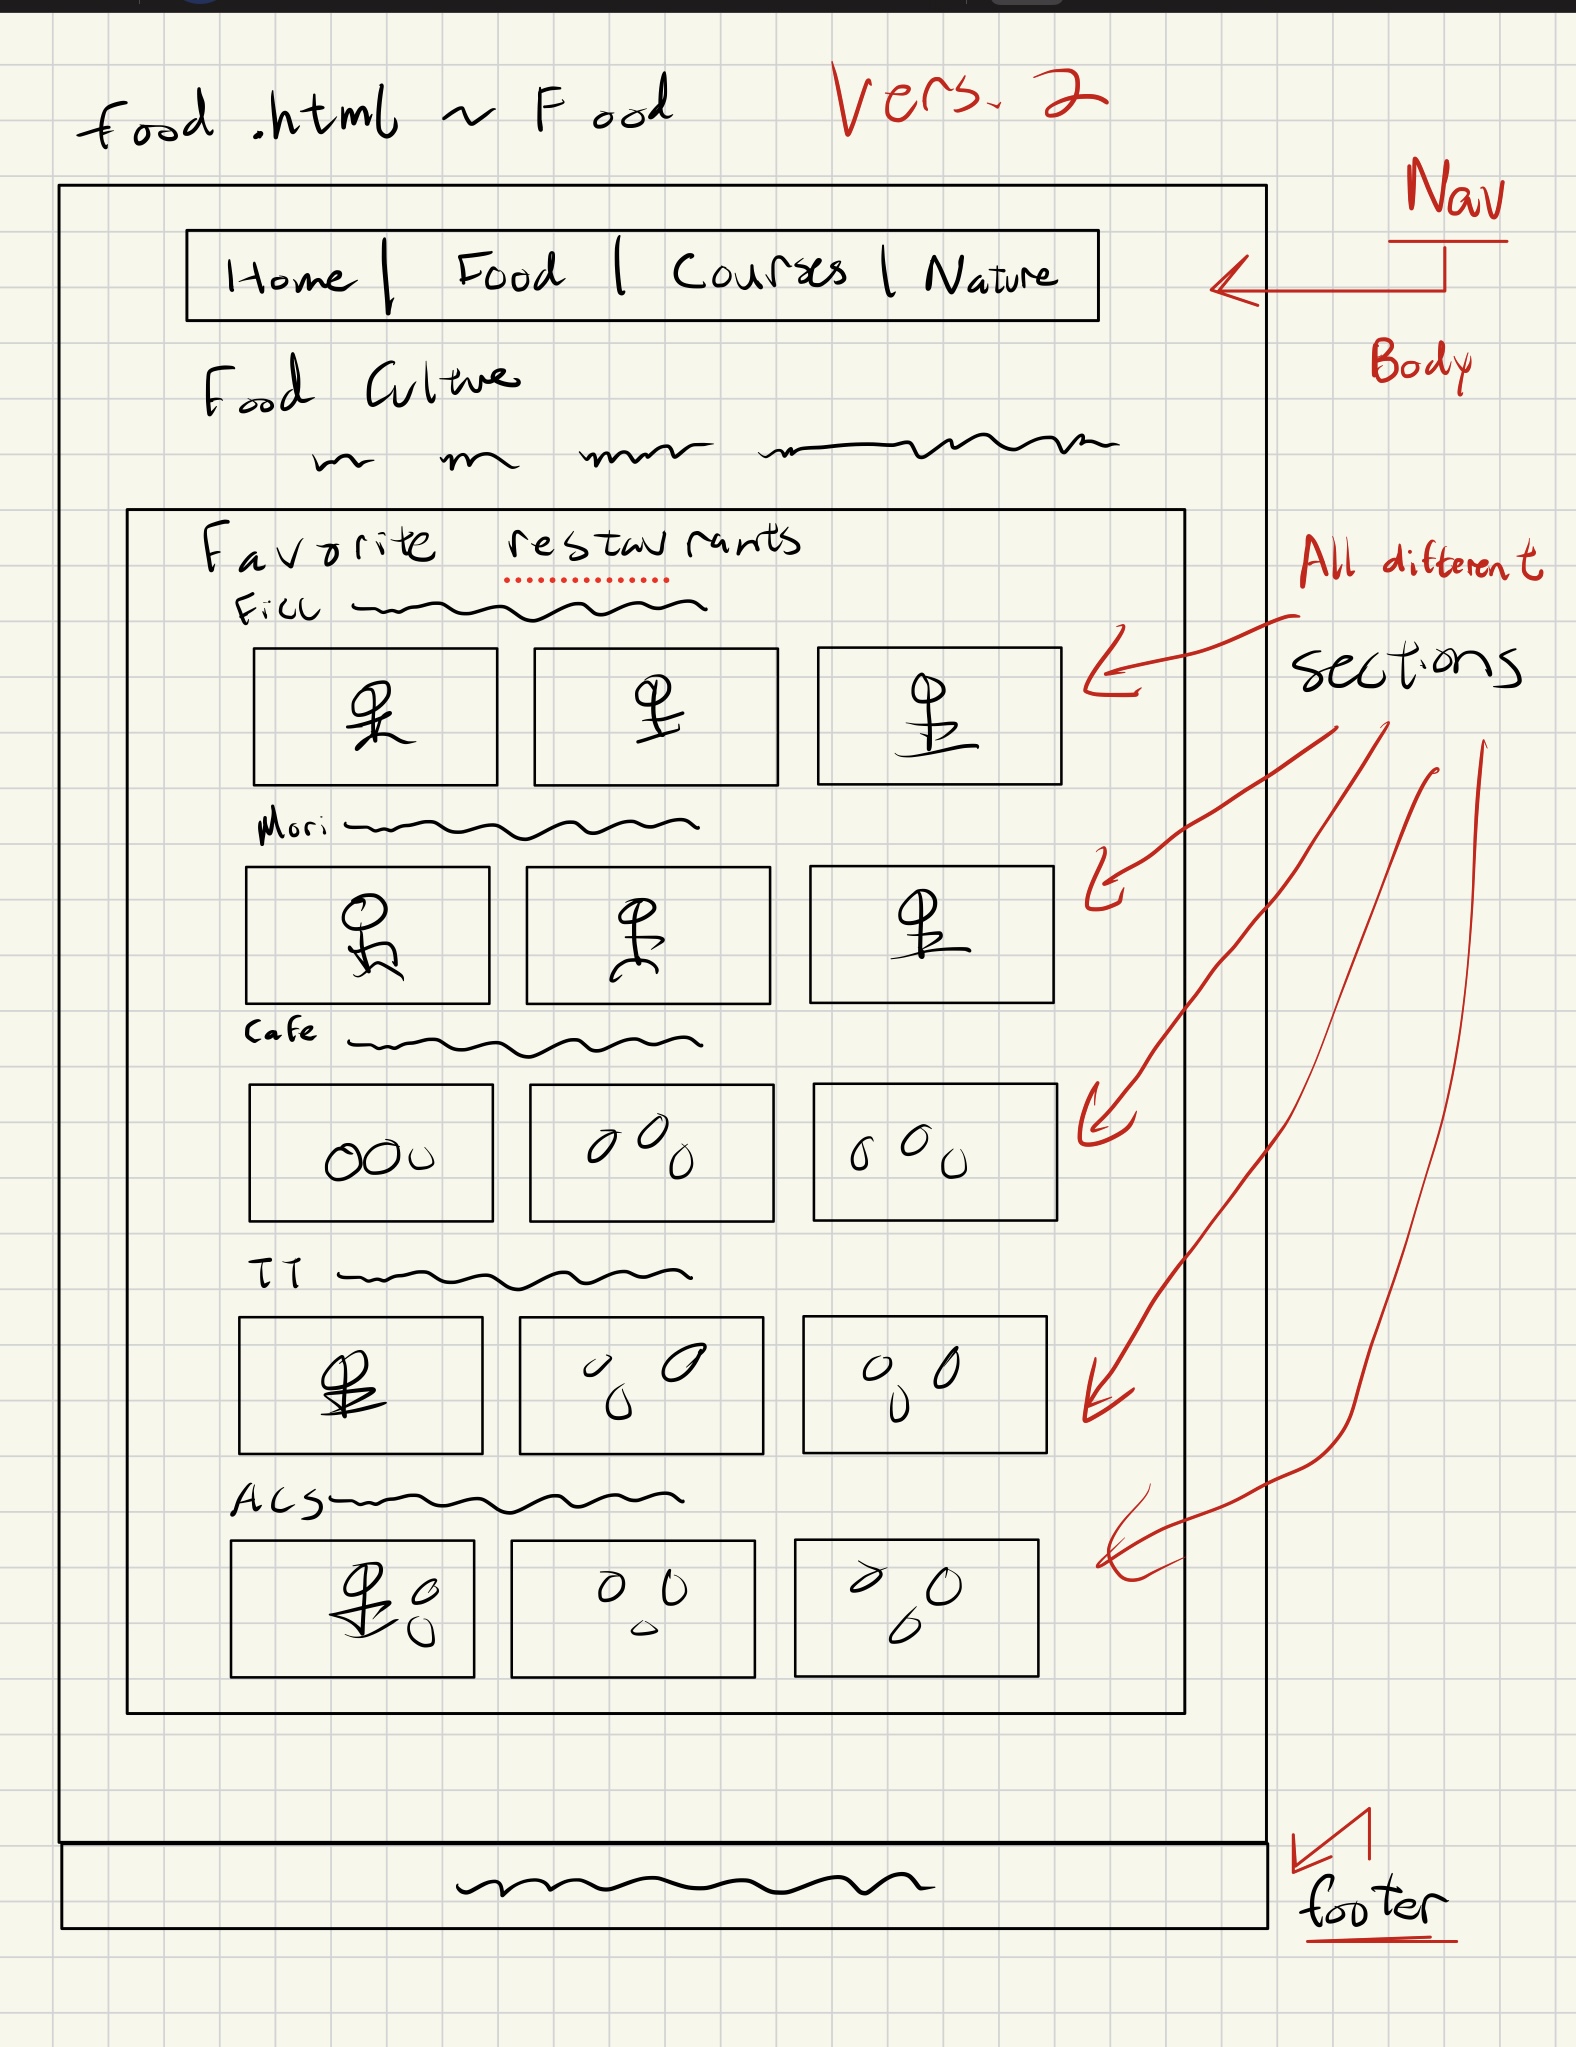 food.html ~ Food
Vers. 2
Nav
Home | Food | Courses | Nature
Body
Food Culture
Favorite restaurants
All different
sections
Mori
Cafe
TT
ACS
footer